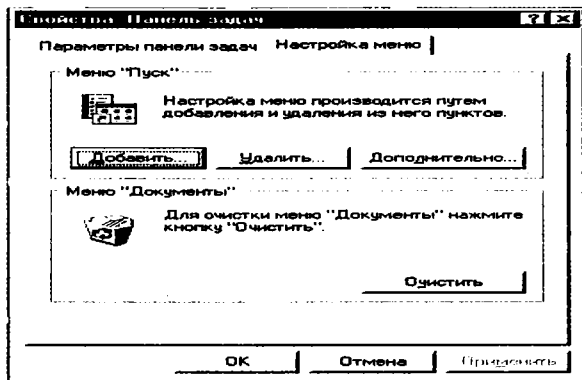 Свойства: Панель задач
Параметры панели задач Настройка меню
Меню "Пуск"
Настройка меню производится путем
добавления и удаления из него пунктов.
Добавить... Удалить... Дополнительно...
Меню "Документы"
Для очистки меню "Документы" нажмите
кнопку "Очистить".
Очистить
ОК Отмена Применить